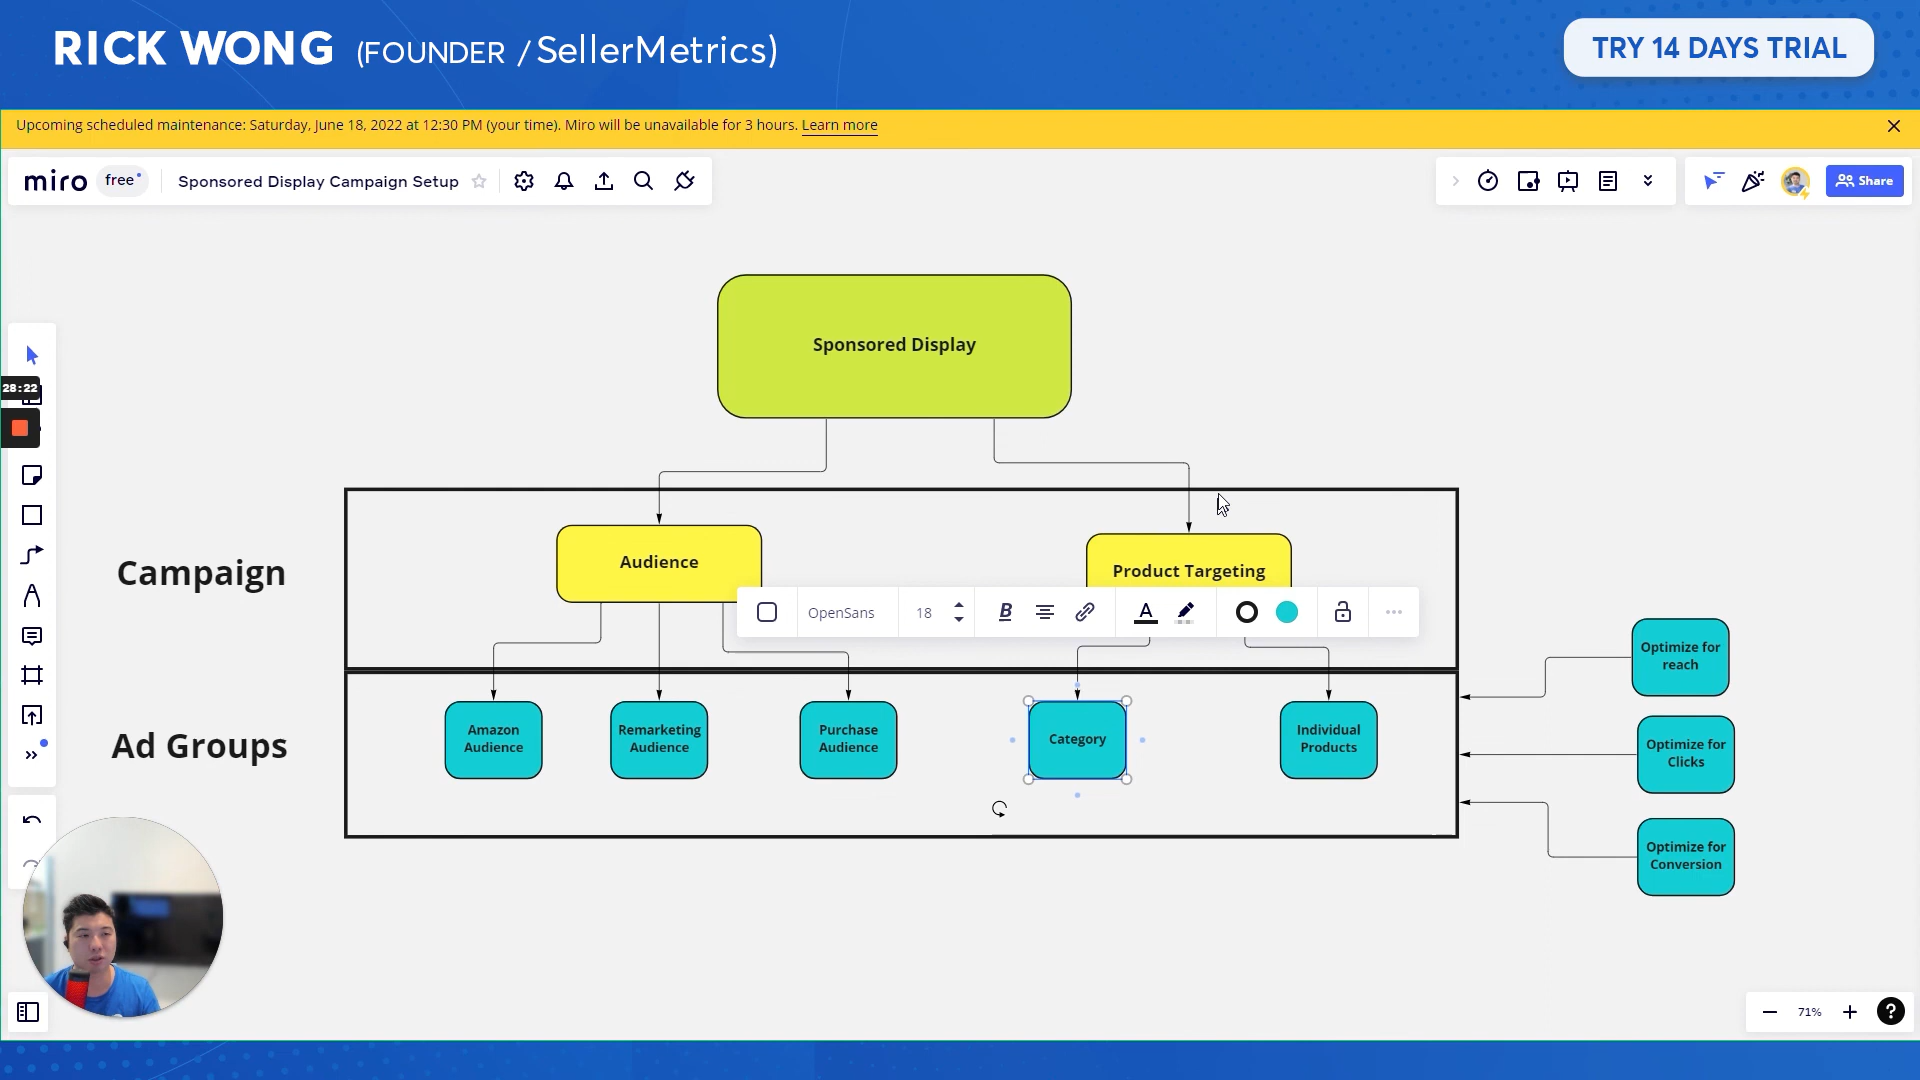 RICK WONG (FOUNDER / SellerMetrics)
TRY 14 DAYS TRIAL
Upcoming scheduled maintenance: Saturday, June 18, 2022 at 12:30 PM (your time). Miro will be unavailable for 3 hours. Learn more
miro
free
Sponsored Display Campaign Setup
Share
Sponsored Display
28:22
Campaign
Audience
Product Targeting
OpenSans
18
B
A
Ad Groups
Amazon
Audience
Remarketing
Audience
Purchase
Audience
Category
Individual
Products
Optimize for
reach
Optimize for
Clicks
Optimize for
Conversion
71%
?